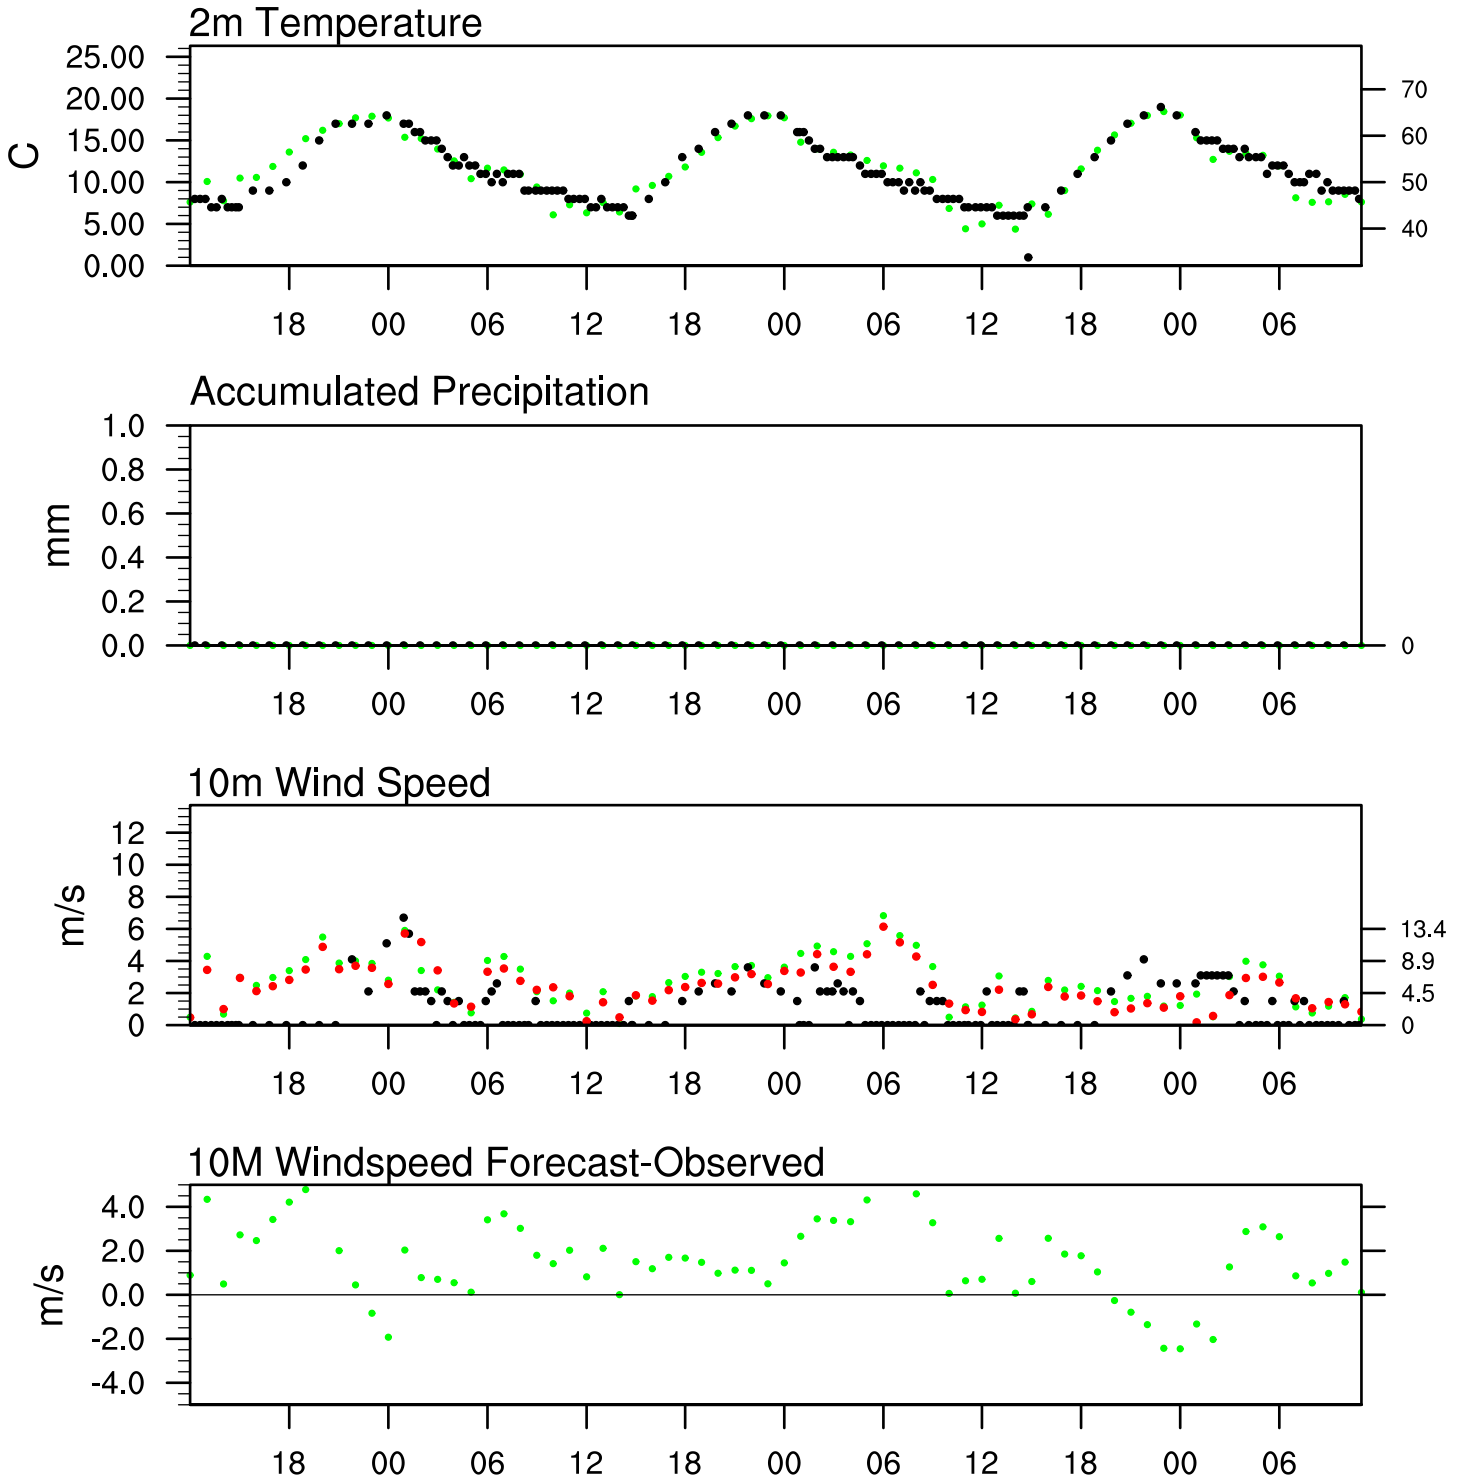 2m Temperature
25.00
20.00
15.00
10.00
5.00
0.00
C
70
60
50
40
18 00 06 12 18 00 06 12 18 00 06
Accumulated Precipitation
1.0
0.8
0.6
0.4
0.2
0.0
mm
0
18 00 06 12 18 00 06 12 18 00 06
10m Wind Speed
12
10
8
6
4
2
0
m/s
13.4
8.9
4.5
0
18 00 06 12 18 00 06 12 18 00 06
10M Windspeed Forecast-Observed
4.0
2.0
0.0
-2.0
-4.0
m/s
18 00 06 12 18 00 06 12 18 00 06